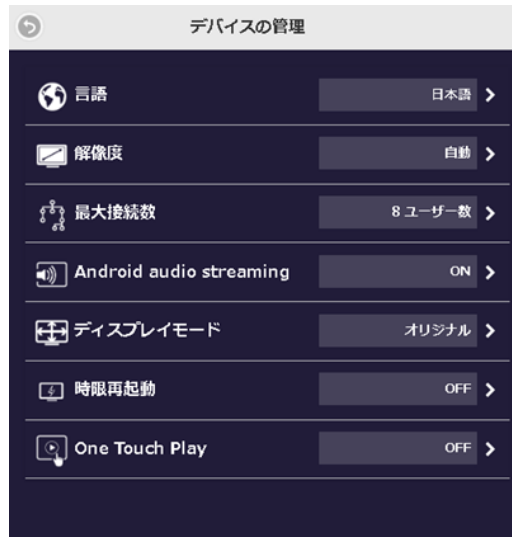 デバイスの管理
言語 日本語
解像度 自動
最大接続数 8 ユーザー数
Android audio streaming ON
ディスプレイモード オリジナル
時限再起動 OFF
One Touch Play OFF